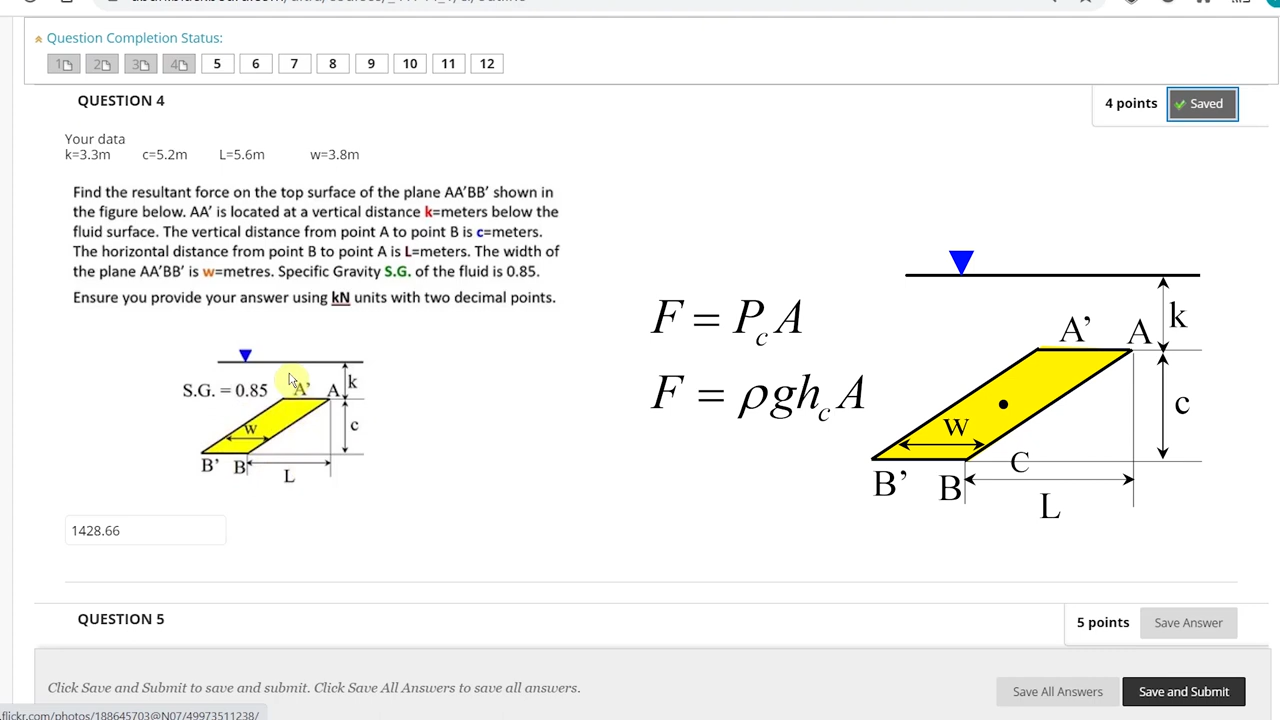 Question Completion Status:
1 2 3 4 5 6 7 8 9 10 11 12
QUESTION 4
4 points Saved
Your data
k=3.3m c=5.2m L=5.6m w=3.8m
Find the resultant force on the top surface of the plane AA’BB’ shown in
the figure below. AA’ is located at a vertical distance k=meters below the
fluid surface. The vertical distance from point A to point B is c=meters.
The horizontal distance from point B to point A is L=meters. The width of
the plane AA’BB’ is w=metres. Specific Gravity S.G. of the fluid is 0.85.
Ensure you provide your answer using kN units with two decimal points.
S.G. = 0.85
A’ A k
w c
B’ B
L
F = P_c A
F = ρgh_c A
A’ A k
w c
C
B’ B
L
1428.66
QUESTION 5
5 points Save Answer
Click Save and Submit to save and submit. Click Save All Answers to save all answers.
Save All Answers Save and Submit
.flickr.com/photos/188645703@N07/49973511238/